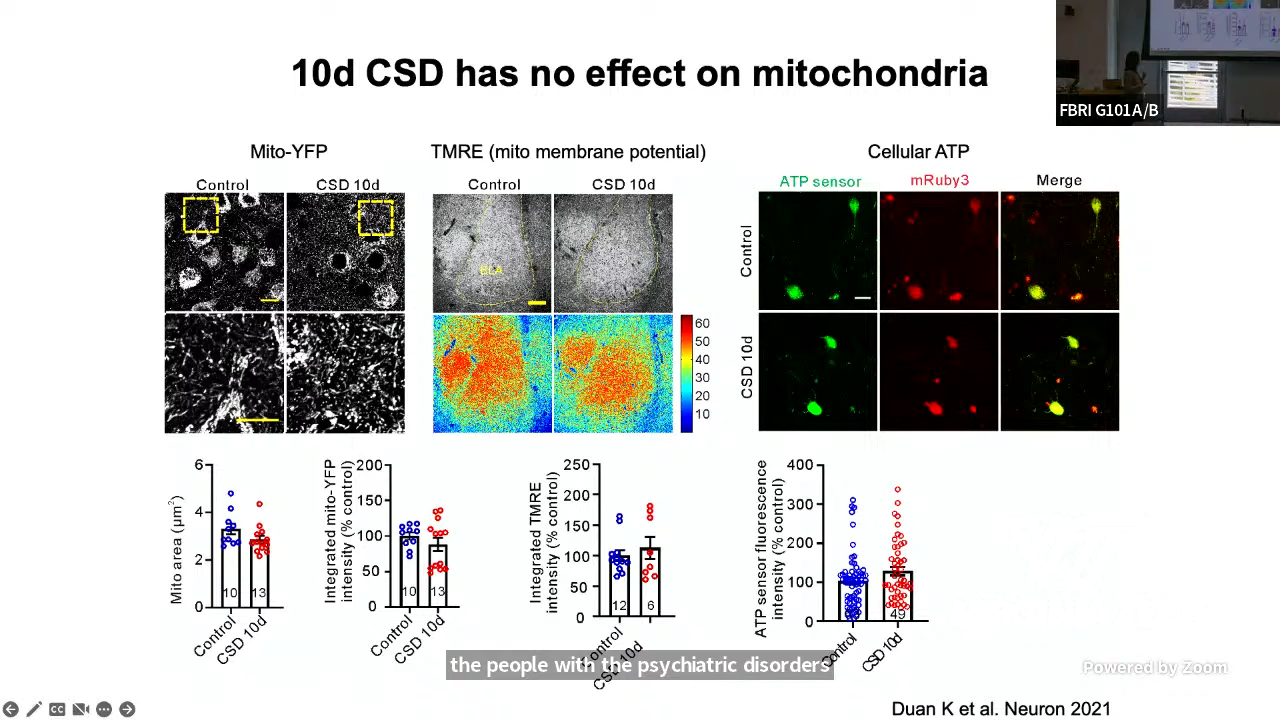 10d CSD has no effect on mitochondria
FBRI G101A/B
Mito-YFP
Control
CSD 10d
TMRE (mito membrane potential)
Control
CSD 10d
BLA
60
50
40
30
20
10
Cellular ATP
ATP sensor
mRuby3
Merge
Control
CSD 10d
Mito area (µm²)
6
4
2
0
10
13
Control
CSD 10d
Integrated mito-YFP
intensity (% control)
200
150
100
50
0
10
13
Control
CSD 10d
Integrated TMRE
intensity (% control)
250
200
150
100
50
0
12
6
Control
CSD 10d
ATP sensor fluorescence
intensity (% control)
400
300
200
100
0
49
Control
CSD 10d
the people with the psychiatric disorders
Powered by Zoom
CC
Duan K et al. Neuron 2021